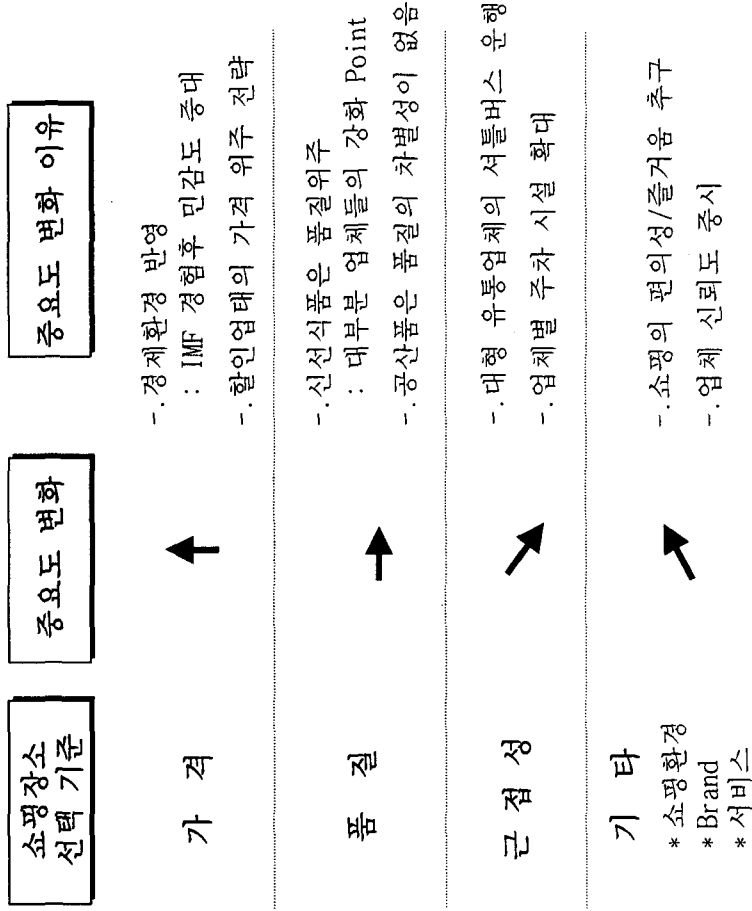 쇼핑장소
선택 기준
중요도 변화
중요도 변화 이유
가 격
-.경제환경 반영
: IMF 경험후 민감도 증대
-.할인업태의 가격 위주 전략
품 질
-.신선식품은 품질위주
: 대부분 업체들의 강화 Point
-.공산품은 품질의 차별성이 없음
근 접 성
-.대형 유통업체의 셔틀버스 운행
-.업체별 주차 시설 확대
기 타
* 쇼핑환경
* Brand
* 서비스
-.쇼핑의 편의성/즐거움 추구
-.업체 신뢰도 중시